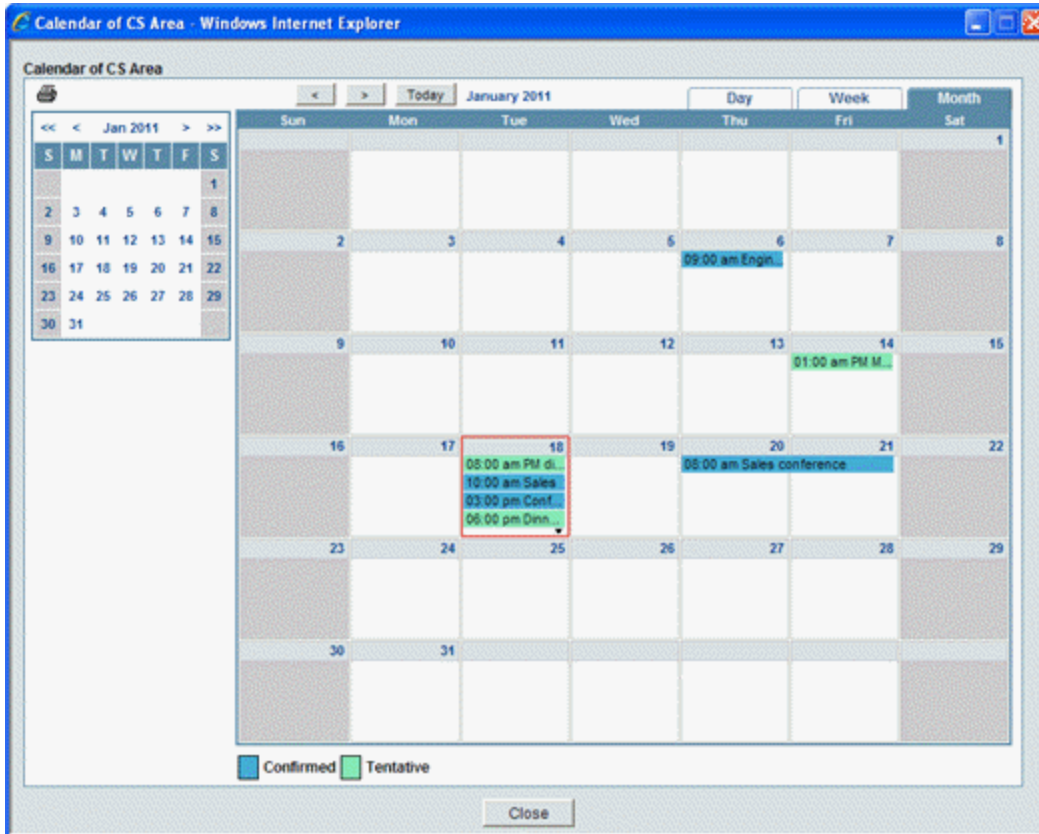 Calendar of CS Area - Windows Internet Explorer
Calendar of CS Area
< > Today January 2011 Day Week Month
<< < Jan 2011 > >>
S M T W T F S
1
2 3 4 5 6 7 8
9 10 11 12 13 14 15
16 17 18 19 20 21 22
23 24 25 26 27 28 29
30 31
Sun Mon Tue Wed Thu Fri Sat
1
2 3 4 5 6 7 8
09:00 am Engin...
9 10 11 12 13 14 15
01:00 am PM M...
16 17 18 19 20 21 22
08:00 am PM di...
08:00 am Sales conference
10:00 am Sales
03:00 pm Conf...
06:00 pm Dinn...
23 24 25 26 27 28 29
30 31
Confirmed Tentative
Close